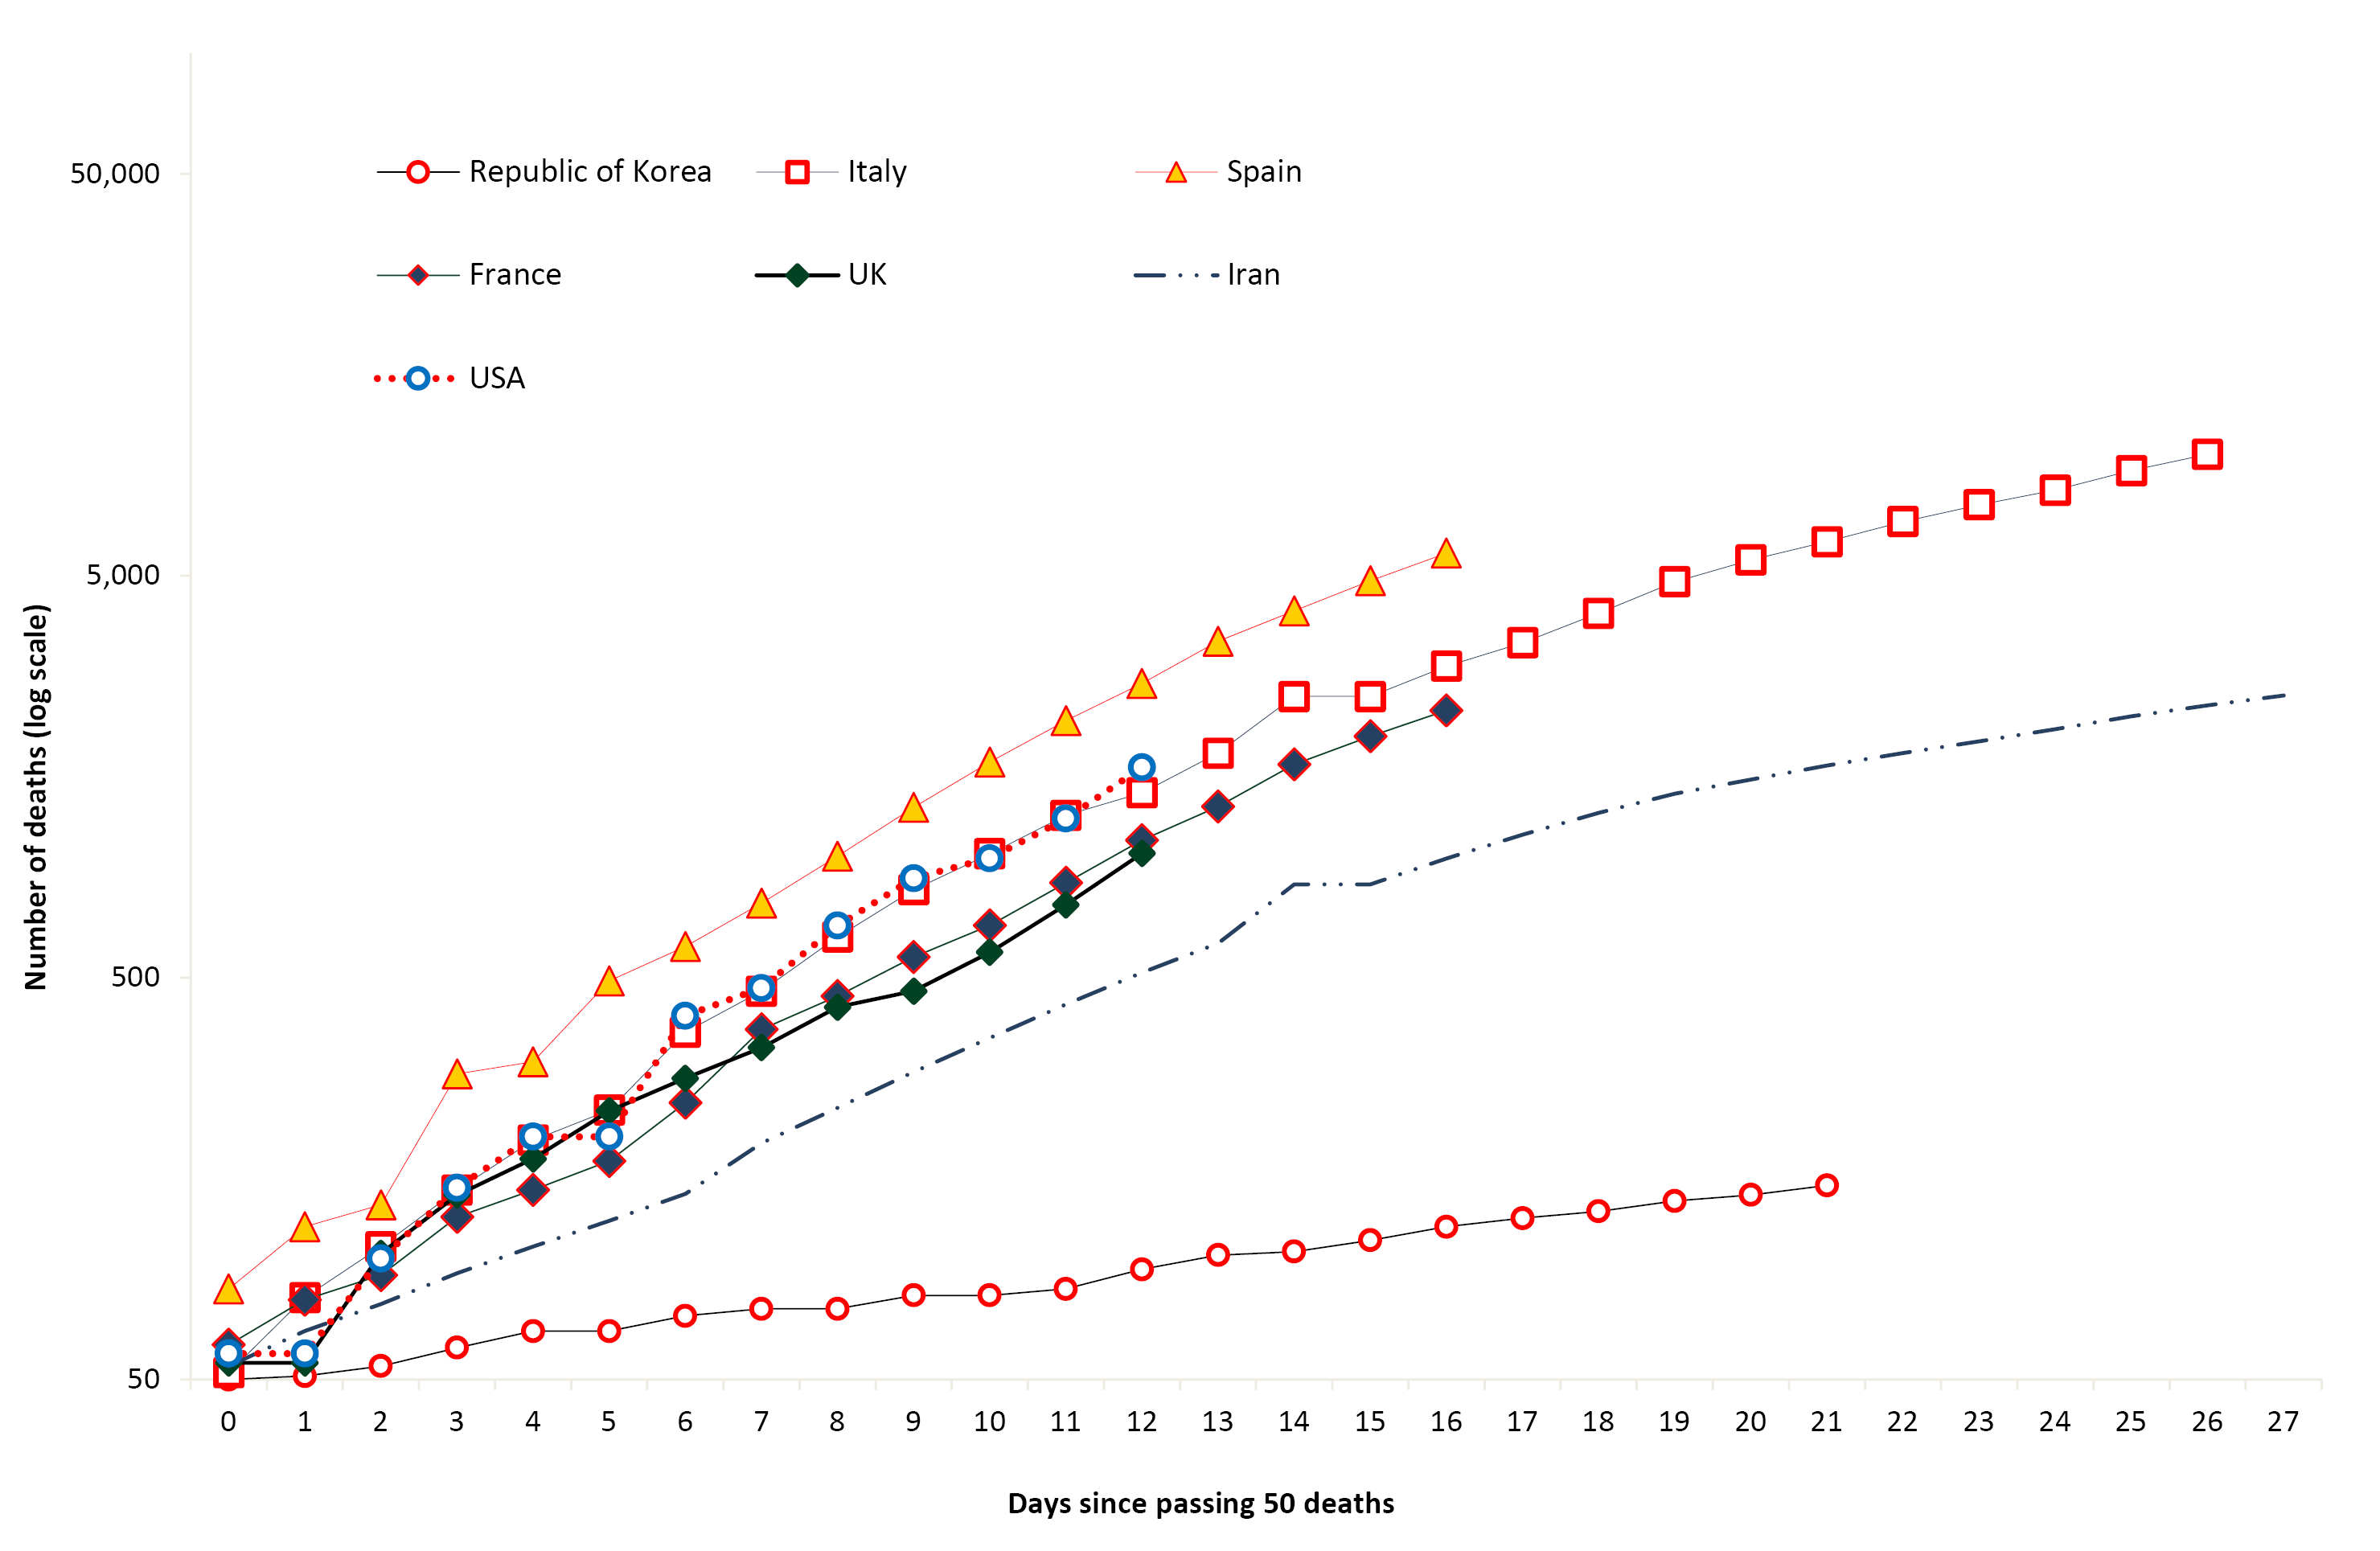 50,000
5,000
500
50
Number of deaths (log scale)
Republic of Korea
Italy
Spain
France
UK
Iran
USA
0 1 2 3 4 5 6 7 8 9 10 11 12 13 14 15 16 17 18 19 20 21 22 23 24 25 26 27
Days since passing 50 deaths